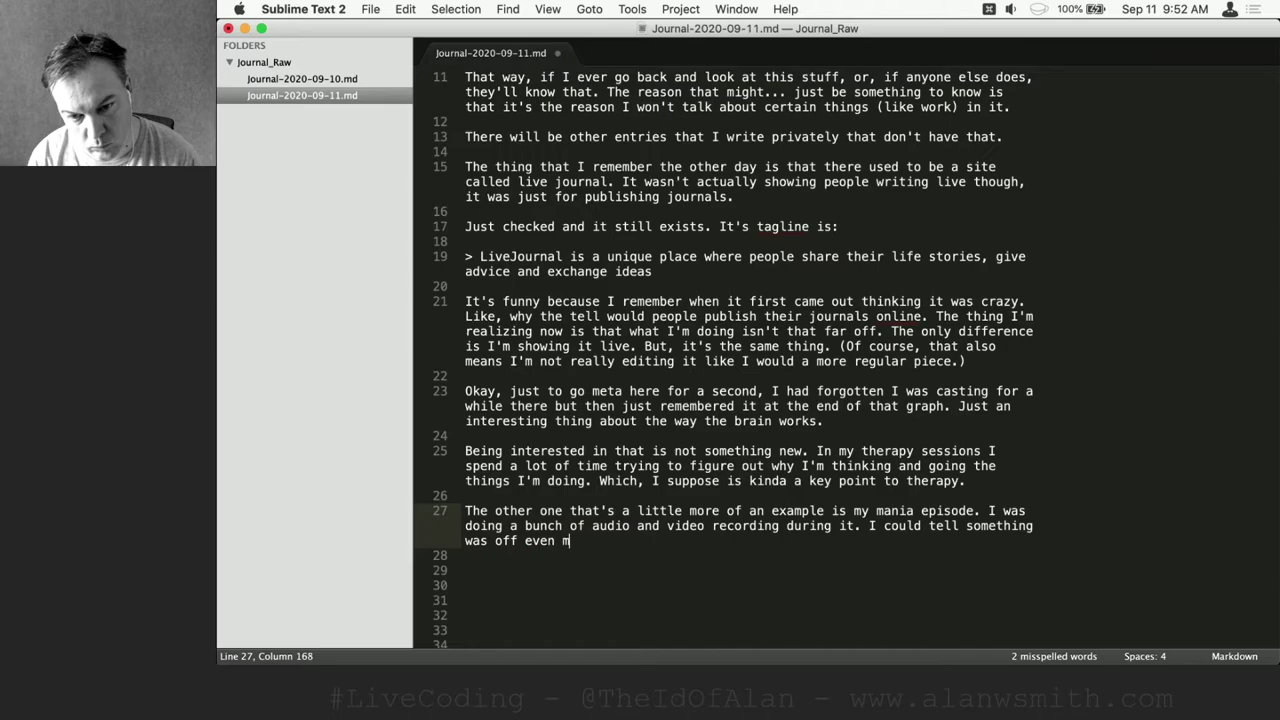 Sublime Text 2 File Edit Selection Find View Goto Tools Project Window Help 100% Sep 11 9:52 AM
Journal-2020-09-11.md — Journal_Raw
FOLDERS
Journal_Raw
Journal-2020-09-10.md
Journal-2020-09-11.md
Journal-2020-09-11.md
11 That way, if I ever go back and look at this stuff, or, if anyone else does,
they'll know that. The reason that might... just be something to know is
that it's the reason I won't talk about certain things (like work) in it.
12
13 There will be other entries that I write privately that don't have that.
14
15 The thing that I remember the other day is that there used to be a site
called live journal. It wasn't actually showing people writing live though,
it was just for publishing journals.
16
17 Just checked and it still exists. It's tagline is:
18
19 > LiveJournal is a unique place where people share their life stories, give
advice and exchange ideas
20
21 It's funny because I remember when it first came out thinking it was crazy.
Like, why the tell would people publish their journals online. The thing I'm
realizing now is that what I'm doing isn't that far off. The only difference
is I'm showing it live. But, it's the same thing. (Of course, that also
means I'm not really editing it like I would a more regular piece.)
22
23 Okay, just to go meta here for a second, I had forgotten I was casting for a
while there but then just remembered it at the end of that graph. Just an
interesting thing about the way the brain works.
24
25 Being interested in that is not something new. In my therapy sessions I
spend a lot of time trying to figure out why I'm thinking and going the
things I'm doing. Which, I suppose is kinda a key point to therapy.
26
27 The other one that's a little more of an example is my mania episode. I was
doing a bunch of audio and video recording during it. I could tell something
was off even m
28
29
30
31
32
33
34
Line 27, Column 168 2 misspelled words Spaces: 4 Markdown
#LiveCoding - @TheIdOfAlan - www.alanwsmith.com